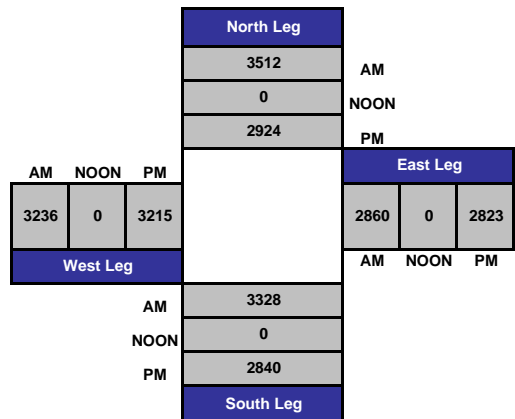 North Leg
3512
AM
0
NOON
2924
PM
AM NOON PM
East Leg
3236 0 3215
2860 0 2823
West Leg
AM NOON PM
AM
3328
NOON
0
PM
2840
South Leg